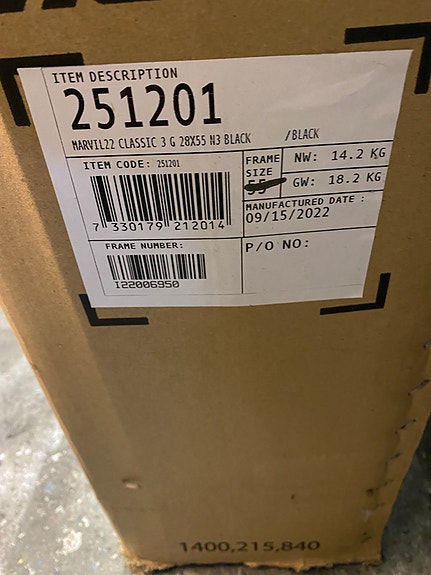 ITEM DESCRIPTION
251201
MARVIL22 CLASSIC 3 G 28X55 N3 BLACK /BLACK
ITEM CODE: 251201
7 330179 212014
FRAME SIZE
55
NW: 14.2 KG
GW: 18.2 KG
MANUFACTURED DATE :
09/15/2022
FRAME NUMBER:
I22006950
P/O NO:
1400,215,840